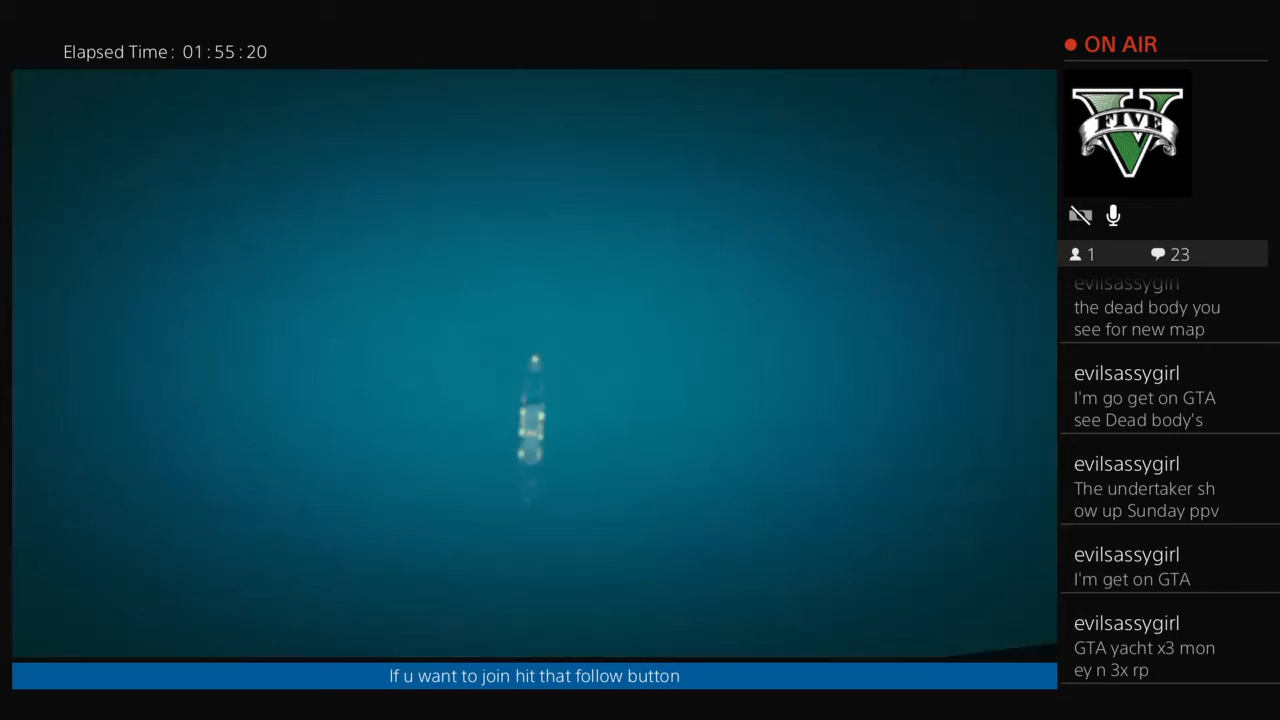 Elapsed Time: 01:55:20
ON AIR
FIVE
1
23
evilsassygirl
the dead body you
see for new map
evilsassygirl
I'm go get on GTA
see Dead body's
evilsassygirl
The undertaker sh
ow up Sunday ppv
evilsassygirl
I'm get on GTA
evilsassygirl
GTA yacht x3 mon
ey n 3x rp
If u want to join hit that follow button